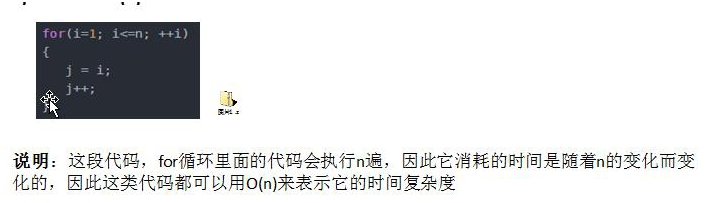 for(i=1; i<=n; ++i)
{
j = i;
j++;
说明：这段代码，for循环里面的代码会执行n遍，因此它消耗的时间是随着n的变化而变
化的，因此这类代码都可以用O(n)来表示它的时间复杂度